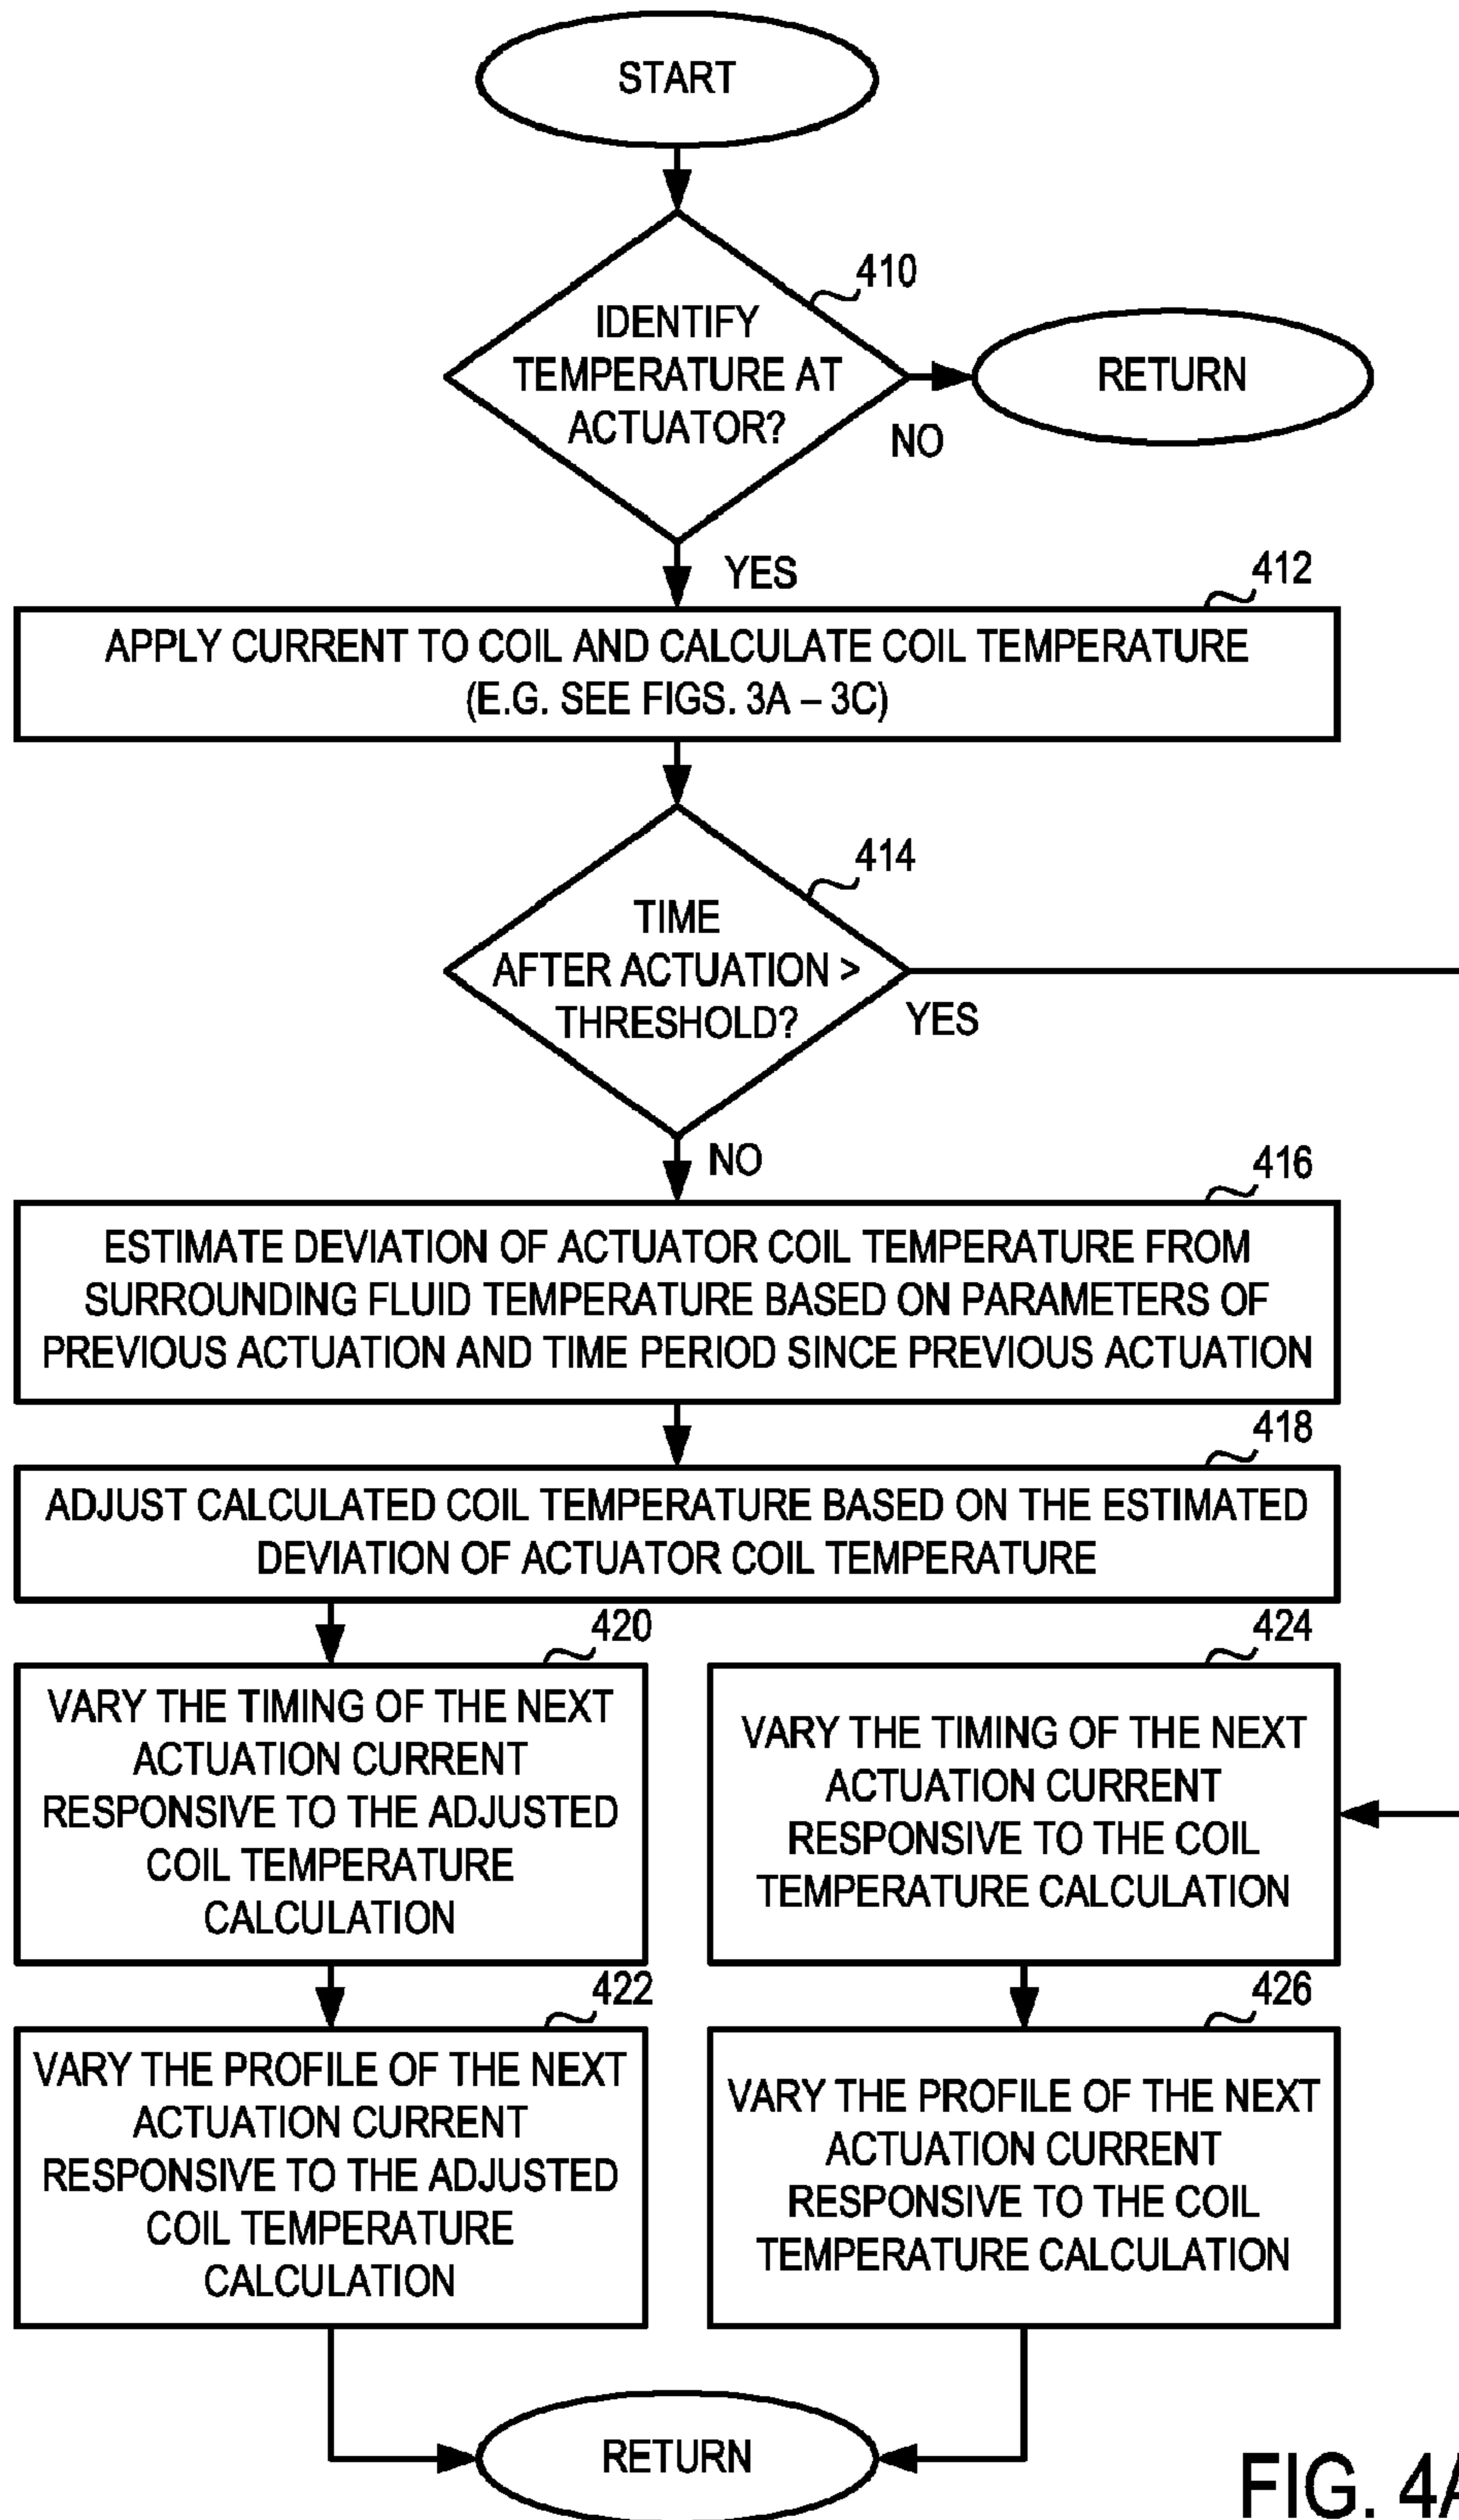 START
410
IDENTIFY
TEMPERATURE AT
ACTUATOR?
RETURN
NO
YES
412
APPLY CURRENT TO COIL AND CALCULATE COIL TEMPERATURE
(E.G. SEE FIGS. 3A – 3C)
414
TIME
AFTER ACTUATION >
THRESHOLD?
YES
NO
416
ESTIMATE DEVIATION OF ACTUATOR COIL TEMPERATURE FROM
SURROUNDING FLUID TEMPERATURE BASED ON PARAMETERS OF
PREVIOUS ACTUATION AND TIME PERIOD SINCE PREVIOUS ACTUATION
418
ADJUST CALCULATED COIL TEMPERATURE BASED ON THE ESTIMATED
DEVIATION OF ACTUATOR COIL TEMPERATURE
420
VARY THE TIMING OF THE NEXT
ACTUATION CURRENT
RESPONSIVE TO THE ADJUSTED
COIL TEMPERATURE
CALCULATION
424
VARY THE TIMING OF THE NEXT
ACTUATION CURRENT
RESPONSIVE TO THE COIL
TEMPERATURE CALCULATION
422
VARY THE PROFILE OF THE NEXT
ACTUATION CURRENT
RESPONSIVE TO THE ADJUSTED
COIL TEMPERATURE
CALCULATION
426
VARY THE PROFILE OF THE NEXT
ACTUATION CURRENT
RESPONSIVE TO THE COIL
TEMPERATURE CALCULATION
RETURN
FIG. 4A